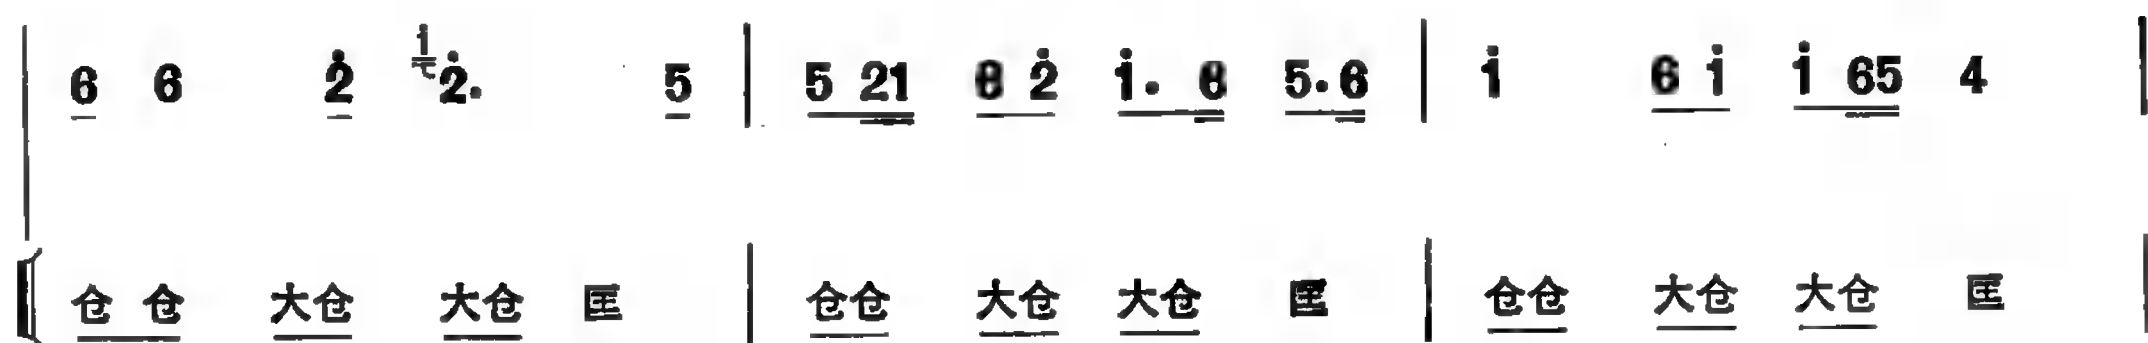 6 6 2̇ i 2̇. 5 | 5 21 6 2̇ i. 6 5.6 | i 6 i i 65 4 |
仓 仓 大仓 大仓 匡 | 仓仓 大仓 大仓 匡 | 仓仓 大仓 大仓 匡 |